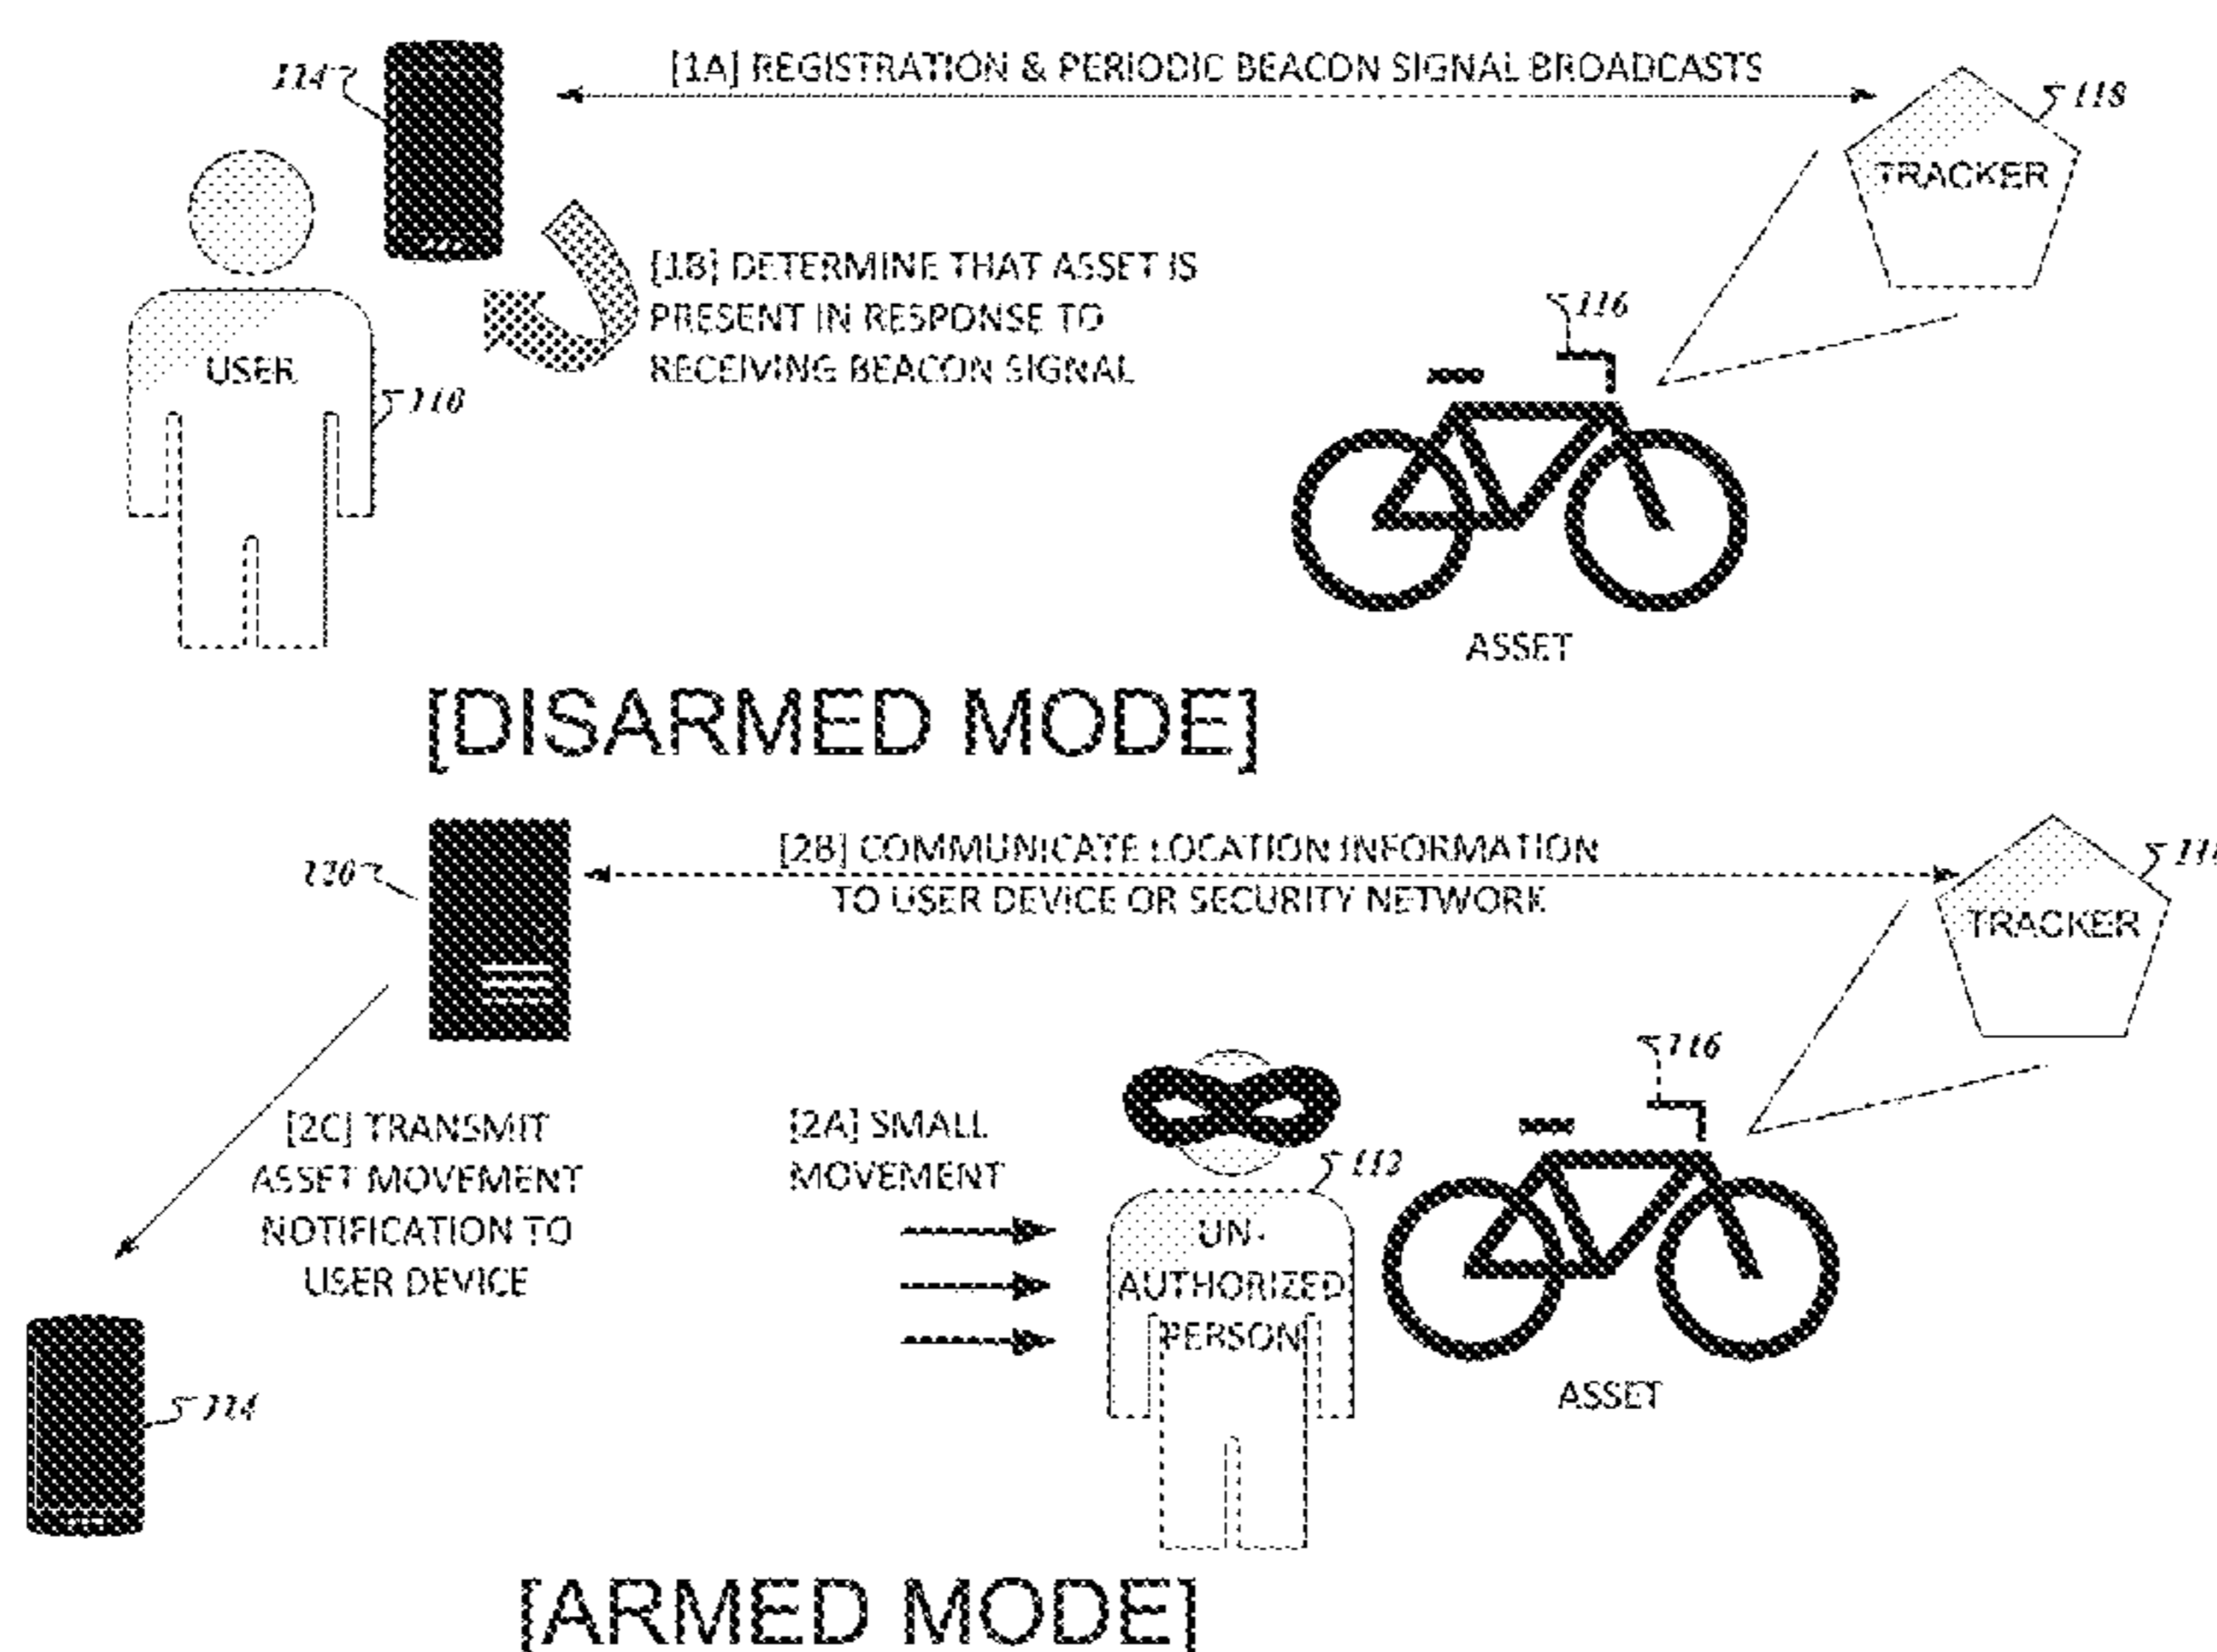 114
[1A] REGISTRATION & PERIODIC BEACON SIGNAL BROADCASTS
118
TRACKER
[1B] DETERMINE THAT ASSET IS
PRESENT IN RESPONSE TO
RECEIVING BEACON SIGNAL
116
USER
110
ASSET
[DISARMED MODE]
120
[2B] COMMUNICATE LOCATION INFORMATION
TO USER DEVICE OR SECURITY NETWORK
TRACKER
116
[2C] TRANSMIT
ASSET MOVEMENT
NOTIFICATION TO
USER DEVICE
[2A] SMALL
MOVEMENT
112
UN-
AUTHORIZED
PERSON
ASSET
114
[ARMED MODE]